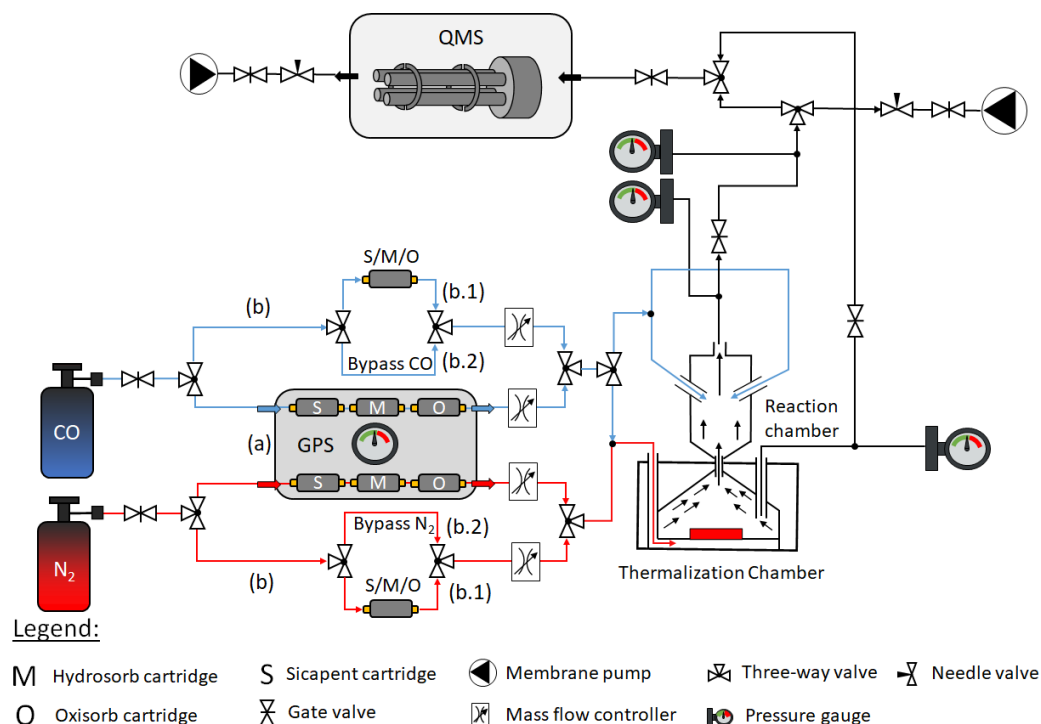 QMS
S/M/O
(b)
(b.1)
Bypass CO
(b.2)
CO
S M O
(a)
GPS
S M O
Reaction
chamber
N2
Bypass N2
(b.2)
(b)
S/M/O
(b.1)
Thermalization Chamber
Legend:
M Hydrosorb cartridge
S Sicapent cartridge
Membrane pump
Three-way valve
Needle valve
O Oxisorb cartridge
Gate valve
Mass flow controller
Pressure gauge